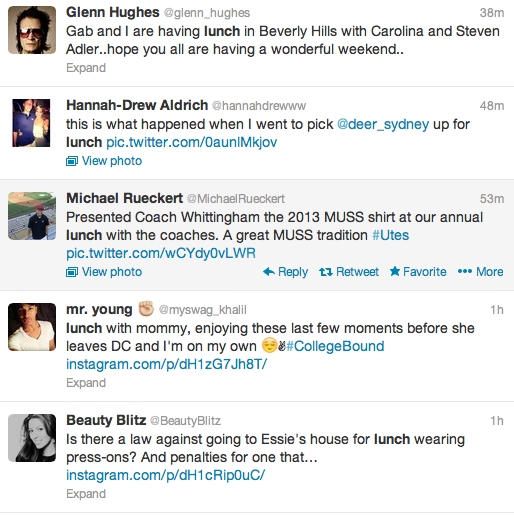 Glenn Hughes @glenn_hughes 38m
Gab and I are having lunch in Beverly Hills with Carolina and Steven
Adler..hope you all are having a wonderful weekend..
Expand
Hannah-Drew Aldrich @hannahdrewww 48m
this is what happened when I went to pick @deer_sydney up for
lunch pic.twitter.com/0aunlMkjov
View photo
Michael Rueckert @MichaelRueckert 53m
Presented Coach Whittingham the 2013 MUSS shirt at our annual
lunch with the coaches. A great MUSS tradition #Utes
pic.twitter.com/wCYdy0vLWR
View photo Reply Retweet Favorite More
mr. young ✊ @myswag_khalil 1h
lunch with mommy, enjoying these last few moments before she
leaves DC and I'm on my own 😌✌#CollegeBound
instagram.com/p/dH1zG7Jh8T/
Expand
Beauty Blitz @BeautyBlitz 1h
Is there a law against going to Essie's house for lunch wearing
press-ons? And penalties for one that…
instagram.com/p/dH1cRip0uC/
Expand